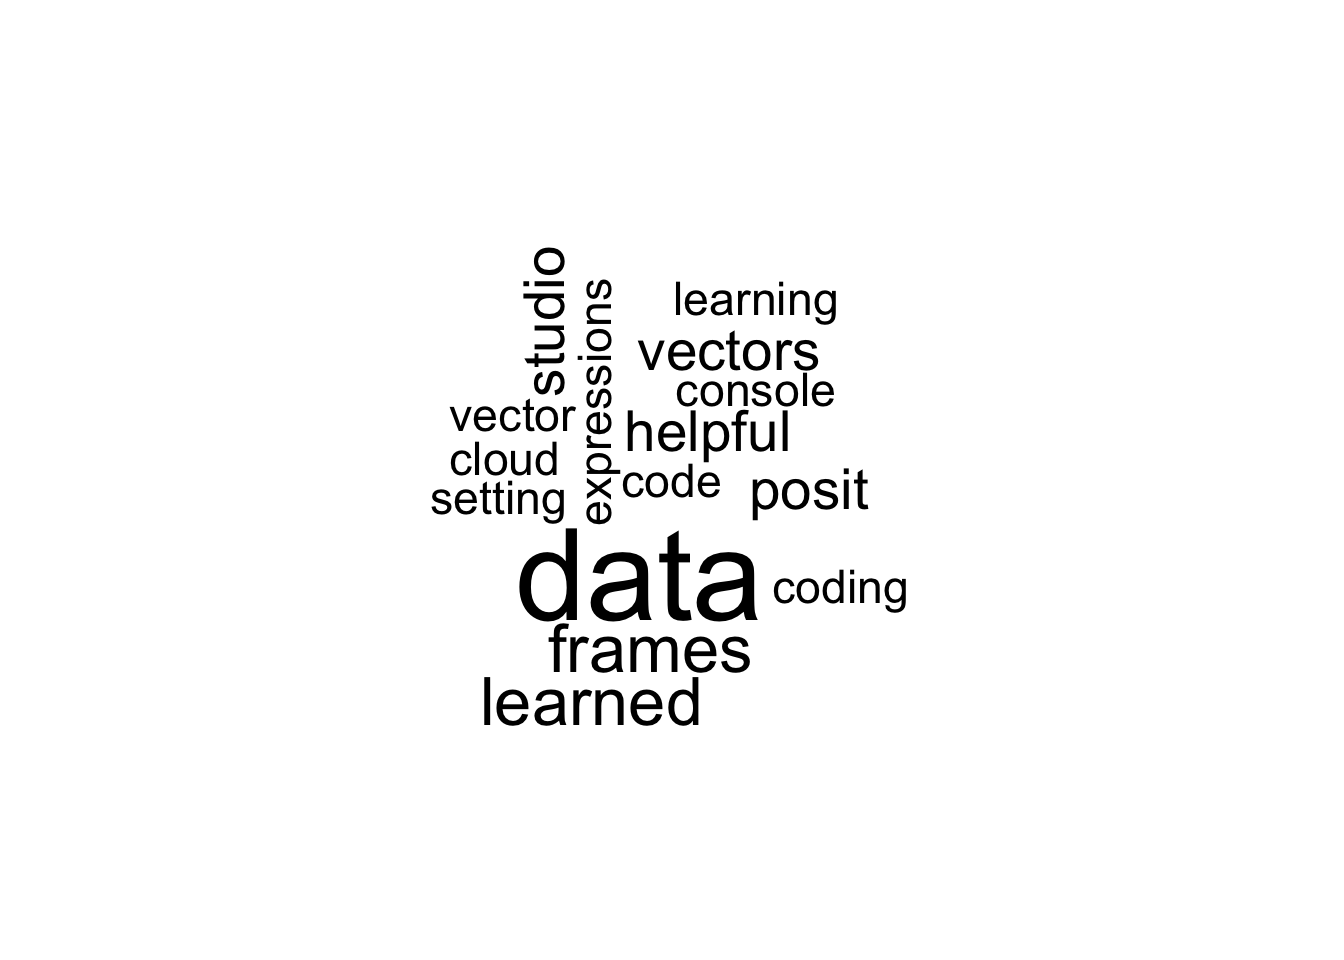 studio
expressions
learning
vectors
console
vector
helpful
cloud
code
setting
posit
data
coding
frames
learned